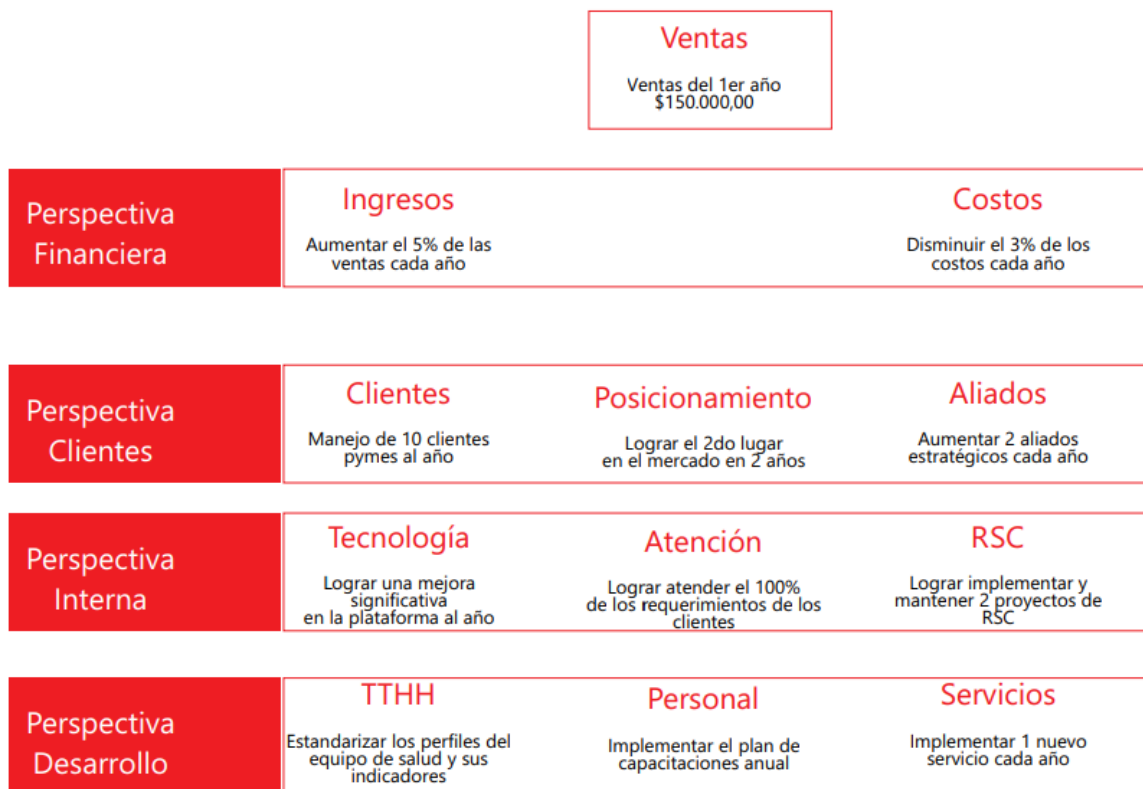 Ventas
Ventas del 1er año
$150.000,00
Perspectiva
Financiera
Ingresos
Aumentar el 5% de las
ventas cada año
Costos
Disminuir el 3% de los
costos cada año
Perspectiva
Clientes
Clientes
Manejo de 10 clientes
pymes al año
Posicionamiento
Lograr el 2do lugar
en el mercado en 2 años
Aliados
Aumentar 2 aliados
estratégicos cada año
Perspectiva
Interna
Tecnología
Lograr una mejora
significativa
en la plataforma al año
Atención
Lograr atender el 100%
de los requerimientos de los
clientes
RSC
Lograr implementar y
mantener 2 proyectos de
RSC
Perspectiva
Desarrollo
TTHH
Estandarizar los perfiles del
equipo de salud y sus
indicadores
Personal
Implementar el plan de
capacitaciones anual
Servicios
Implementar 1 nuevo
servicio cada año